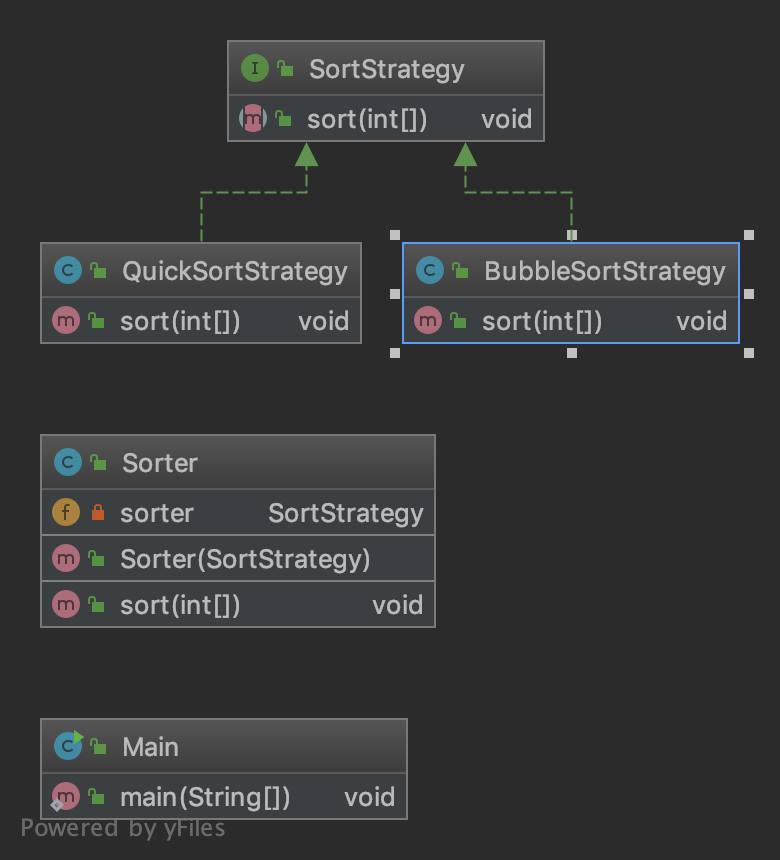 SortStrategy
sort(int[]) void
QuickSortStrategy
sort(int[]) void
BubbleSortStrategy
sort(int[]) void
Sorter
sorter SortStrategy
Sorter(SortStrategy)
sort(int[]) void
Main
main(String[]) void
Powered by yFiles